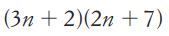 (3n + 2)(2n + 7)